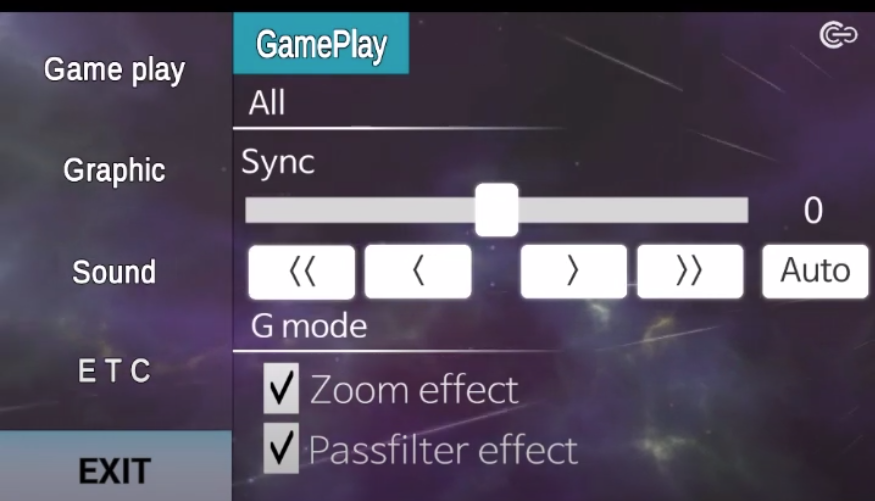 Game play
Graphic
Sound
E T C
EXIT
GamePlay
All
Sync
0
⟨⟨ ⟨ ⟩ ⟩⟩ Auto
G mode
Zoom effect
Passfilter effect